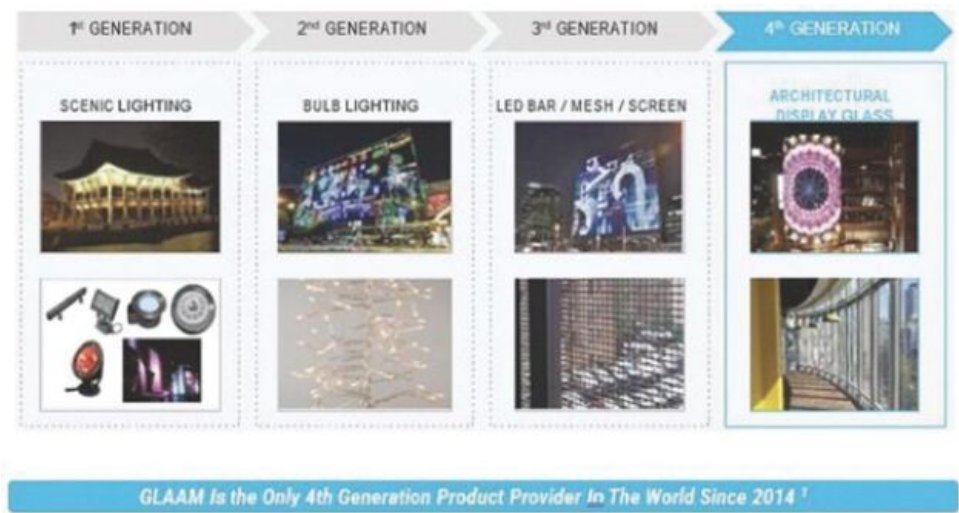 1st GENERATION
2nd GENERATION
3rd GENERATION
4th GENERATION
SCENIC LIGHTING
BULB LIGHTING
LED BAR / MESH / SCREEN
ARCHITECTURAL
DISPLAY GLASS
GLAAM Is the Only 4th Generation Product Provider In The World Since 2014 1